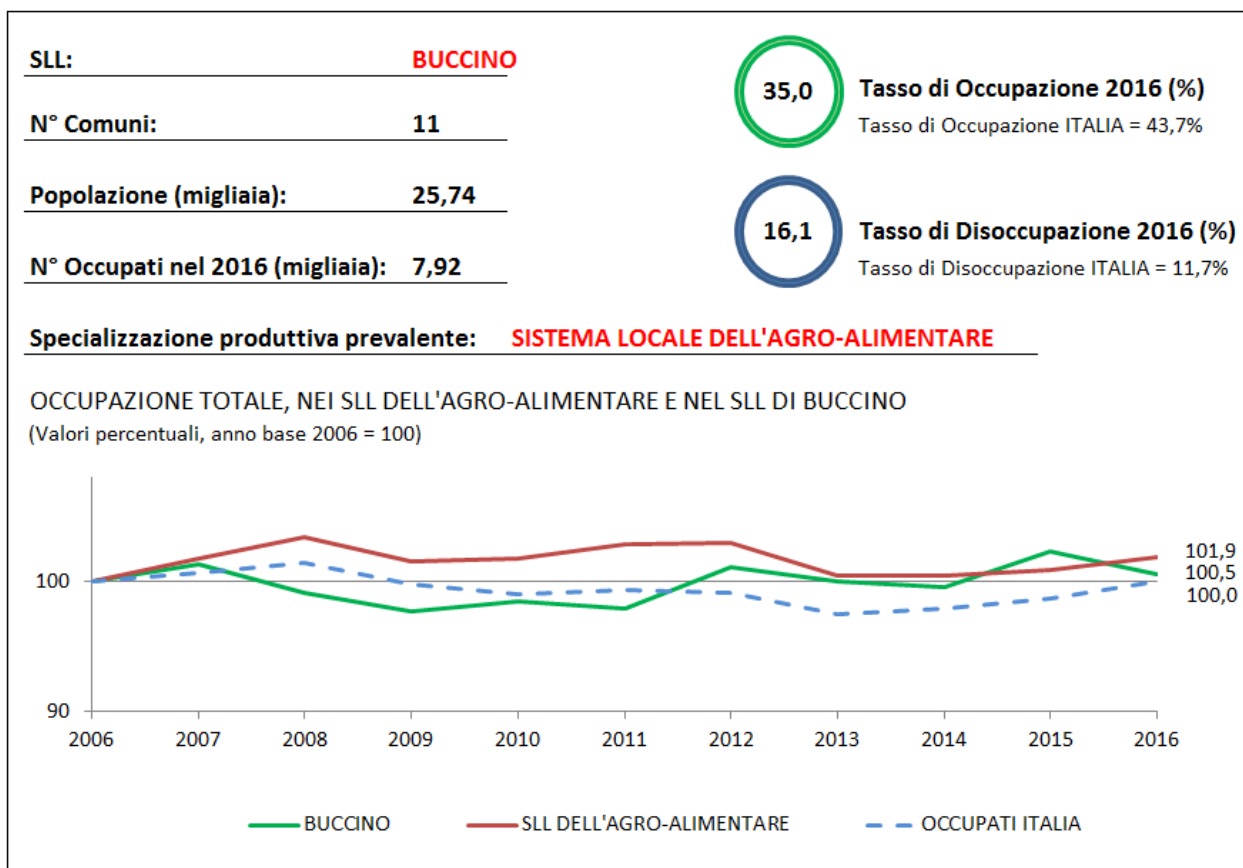 SLL: BUCCINO
N° Comuni: 11
Popolazione (migliaia): 25,74
N° Occupati nel 2016 (migliaia): 7,92
35,0
Tasso di Occupazione 2016 (%)
Tasso di Occupazione ITALIA = 43,7%
16,1
Tasso di Disoccupazione 2016 (%)
Tasso di Disoccupazione ITALIA = 11,7%
Specializzazione produttiva prevalente: SISTEMA LOCALE DELL'AGRO-ALIMENTARE
OCCUPAZIONE TOTALE, NEI SLL DELL'AGRO-ALIMENTARE E NEL SLL DI BUCCINO
(Valori percentuali, anno base 2006 = 100)
101,9
100,5
100,0
100
90
2006 2007 2008 2009 2010 2011 2012 2013 2014 2015 2016
BUCCINO SLL DELL'AGRO-ALIMENTARE OCCUPATI ITALIA